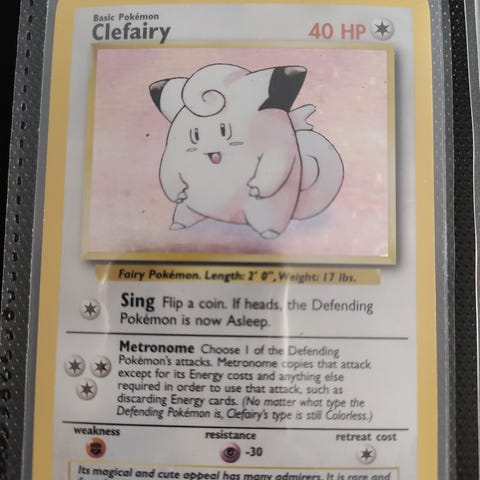 Basic Pokémon
Clefairy 40 HP
Fairy Pokémon. Length: 2' 0", Weight: 17 lbs.
Sing Flip a coin. If heads, the Defending
Pokémon is now Asleep.
Metronome Choose 1 of the Defending
Pokémon's attacks. Metronome copies that attack
except for its Energy costs and anything else
required in order to use that attack, such as
discarding Energy cards. (No matter what type the
Defending Pokémon is, Clefairy's type is still Colorless.)
weakness resistance retreat cost
-30
Its magical and cute appeal has many admirers. It is rare and